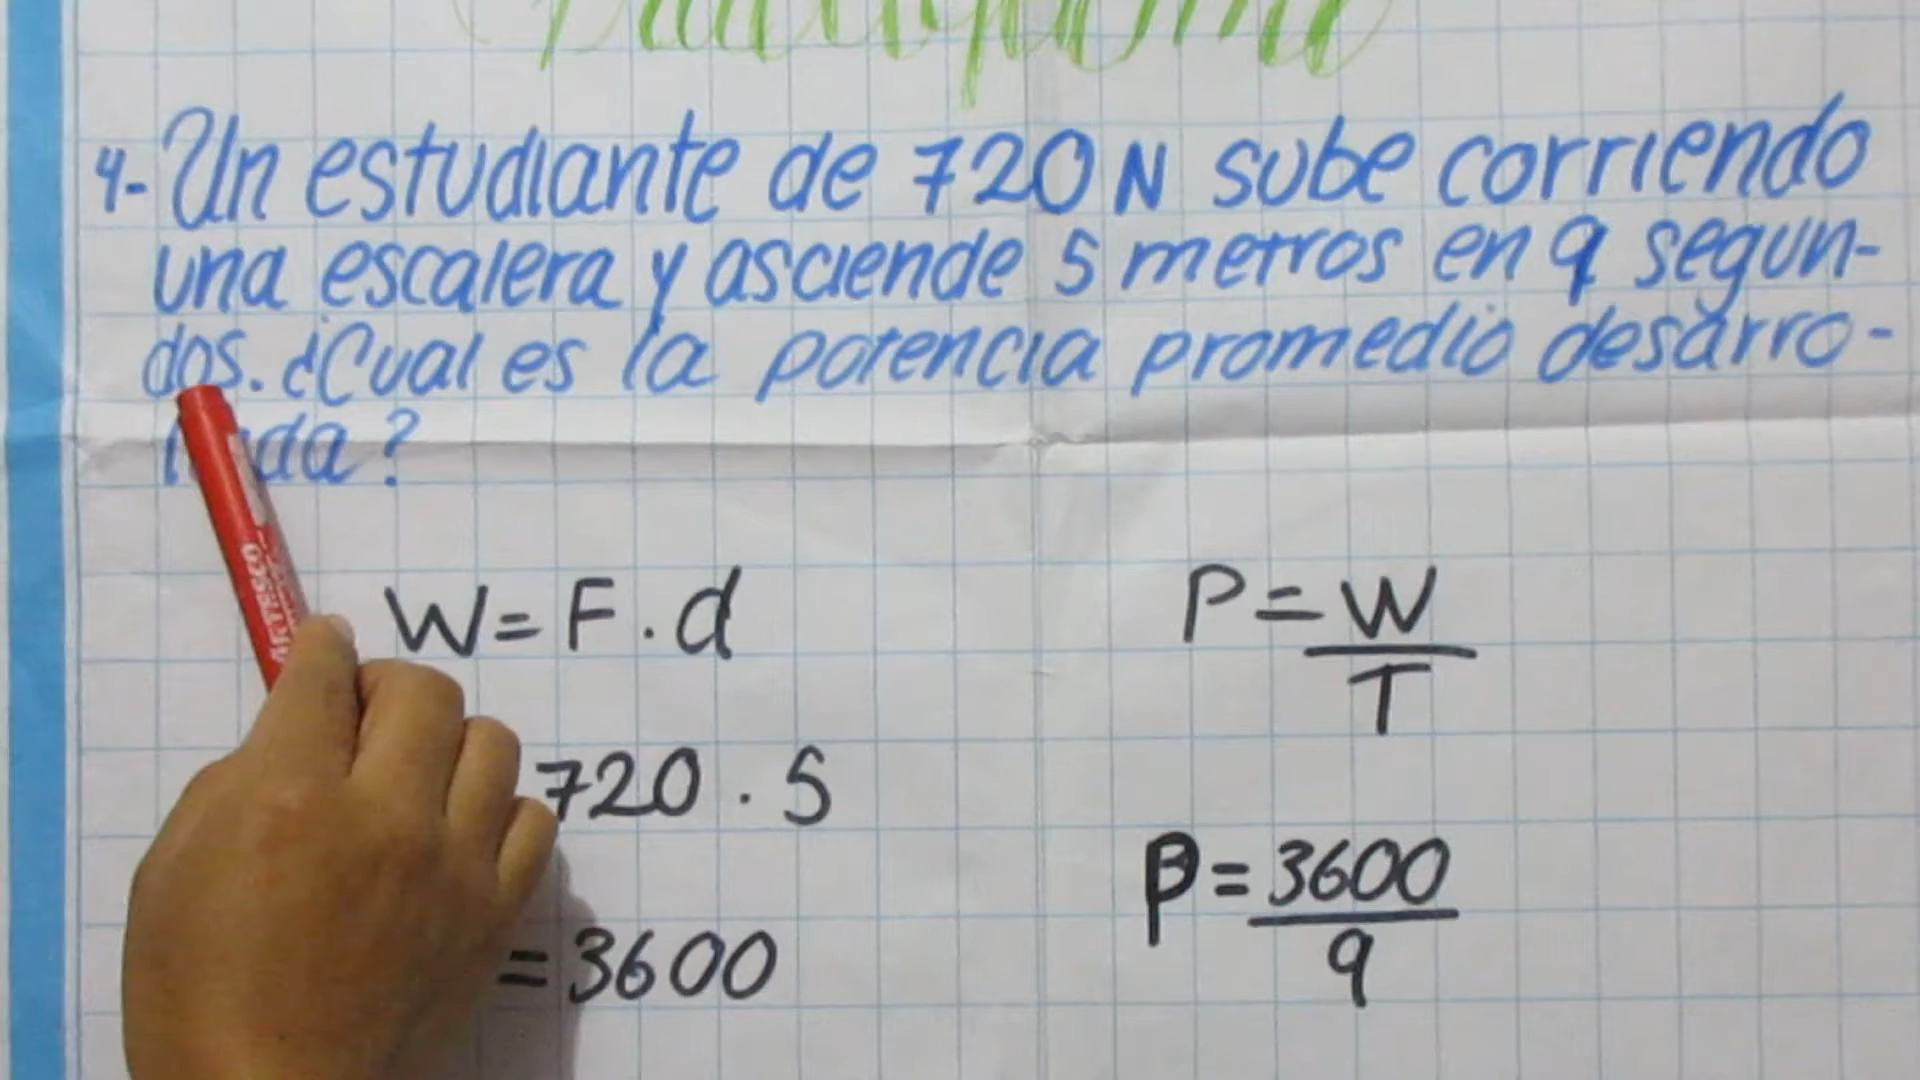 4- Un estudiante de 720 N sube corriendo
una escalera y asciende 5 metros en 9 segun-
dos. ¿Cual es la potencia promedio desarro-
?
ARTESCO
W = F . d
P = W
T
720 . 5
P = 3600
9
= 3600